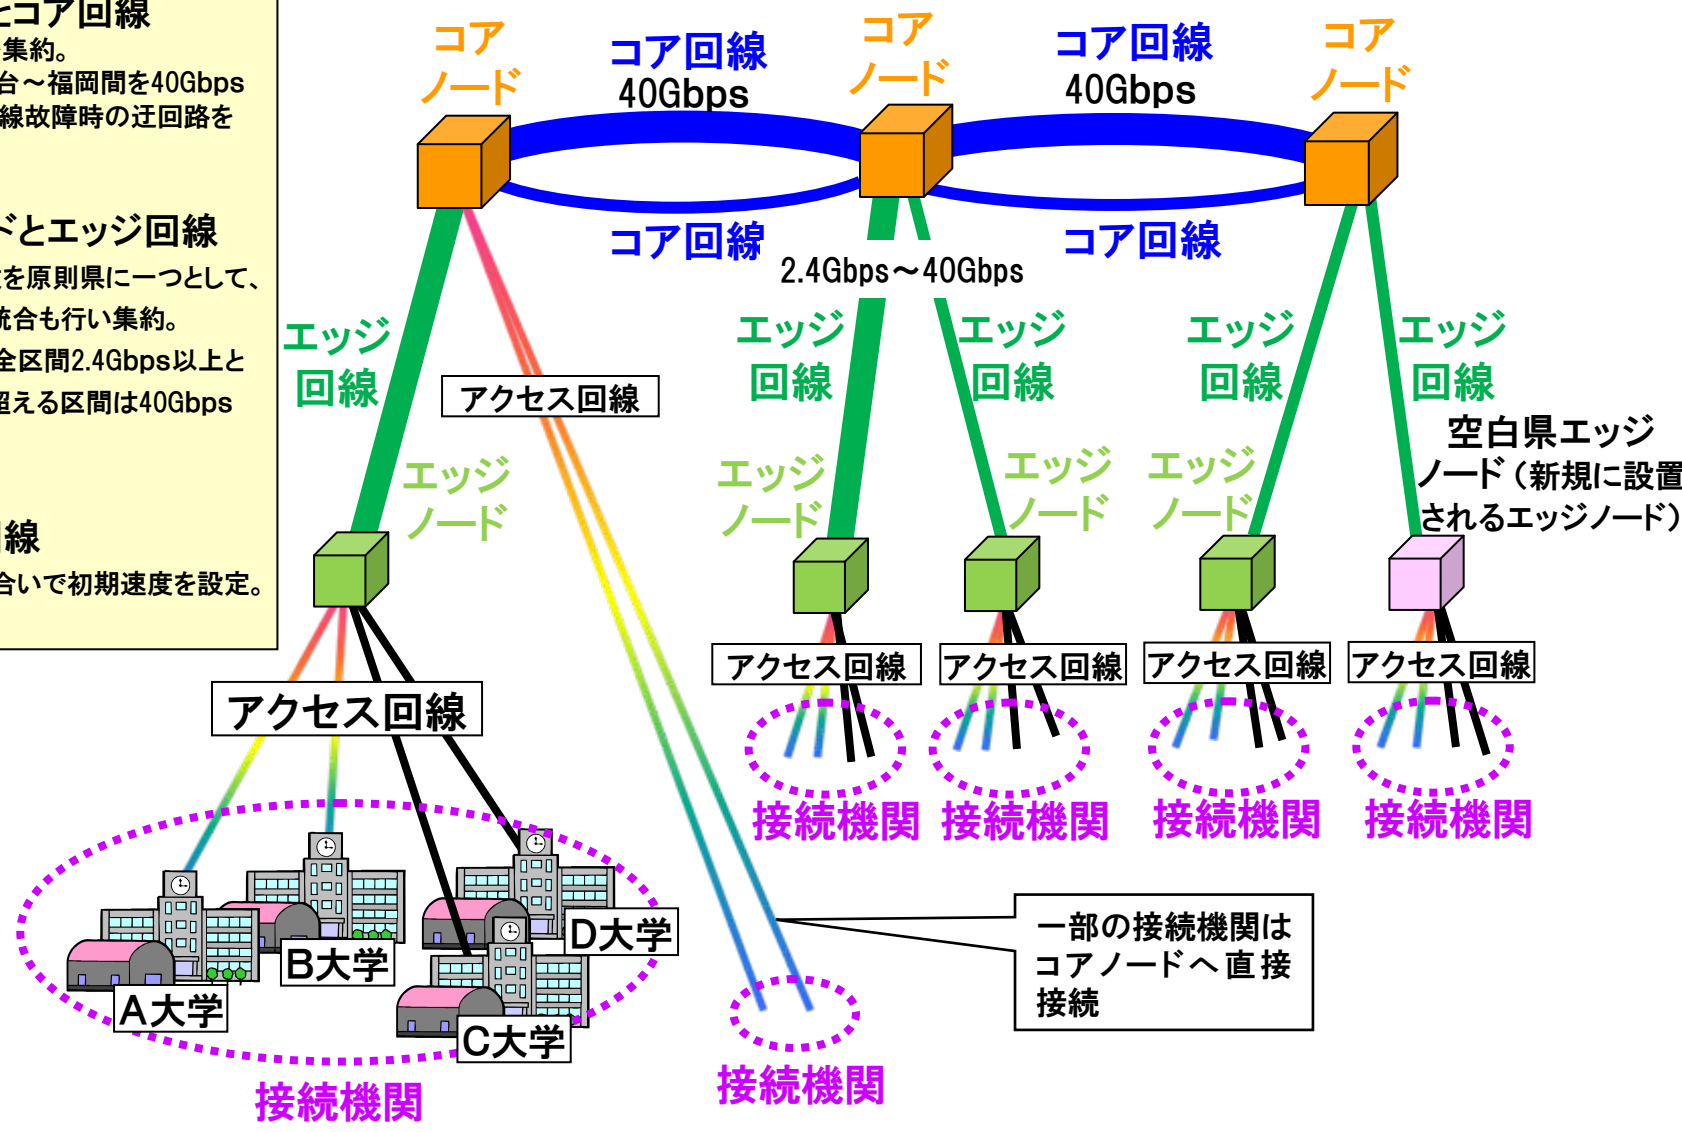 とコア回線
集約。
台～福岡間を40Gbps
線故障時の迂回路を
ドとエッジ回線
を原則県に一つとして、
統合も行い集約。
全区間2.4Gbps以上と
超える区間は40Gbps
回線
合いで初期速度を設定。
コア
ノード
コア回線
40Gbps
コア
ノード
コア回線
40Gbps
コア
ノード
コア回線
コア回線
2.4Gbps～40Gbps
エッジ
回線
アクセス回線
エッジ
回線
エッジ
回線
エッジ
回線
エッジ
回線
空白県エッジ
ノード（新規に設置
されるエッジノード）
エッジ
ノード
エッジ
ノード
エッジ
ノード
エッジ
ノード
アクセス回線
アクセス回線
アクセス回線
アクセス回線
アクセス回線
接続機関
接続機関
接続機関
接続機関
A大学
B大学
C大学
D大学
一部の接続機関は
コアノードへ直接
接続
接続機関
接続機関